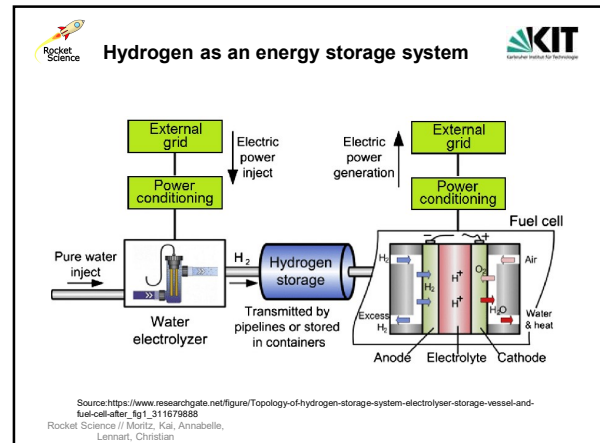 Rocket
Science
Hydrogen as an energy storage system
KIT
Karlsruher Institut für Technologie
External
grid
Electric
power
inject
Power
conditioning
External
grid
Electric
power
generation
Power
conditioning
Fuel cell
Pure water
inject
H2
Water
electrolyzer
Hydrogen
storage
Transmitted by
pipelines or stored
in containers
− +
H2
H2
Excess
H2
H+
H+
O2
H2O
Air
Water
& heat
Anode
Electrolyte
Cathode
Source:https://www.researchgate.net/figure/Topology-of-hydrogen-storage-system-electrolyser-storage-vessel-and-
fuel-cell-after_fig1_311679888
Rocket Science // Moritz, Kai, Annabelle,
Lennart, Christian